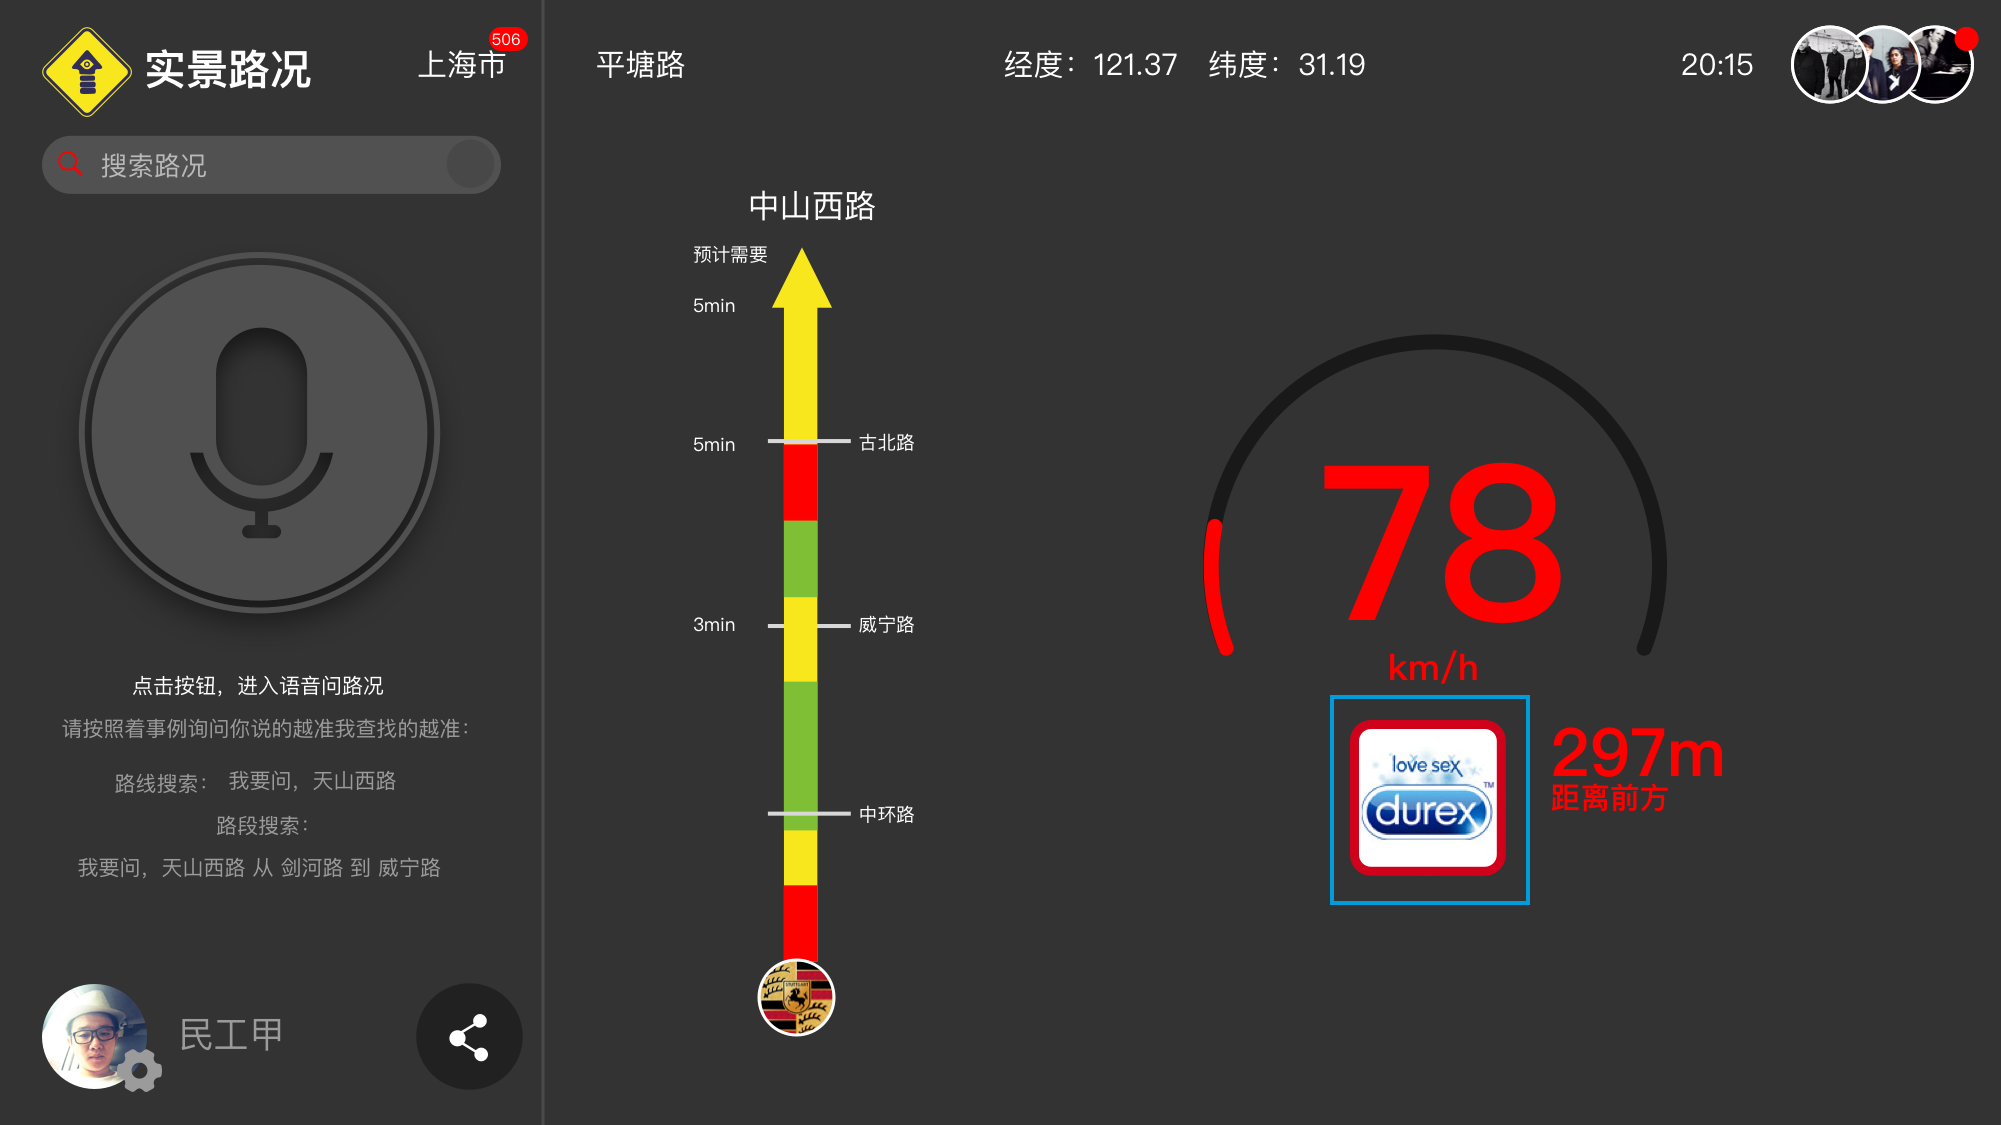 实景路况
上海市
506
平塘路
经度：121.37
纬度：31.19
20:15
搜索路况
点击按钮，进入语音问路况
请按照着事例询问你说的越准我查找的越准：
路线搜索： 我要问，天山西路
路段搜索：
我要问，天山西路 从 剑河路 到 威宁路
民工甲
中山西路
预计需要
5min
5min
古北路
3min
威宁路
中环路
78
km/h
love sex
durex™
297m
距离前方